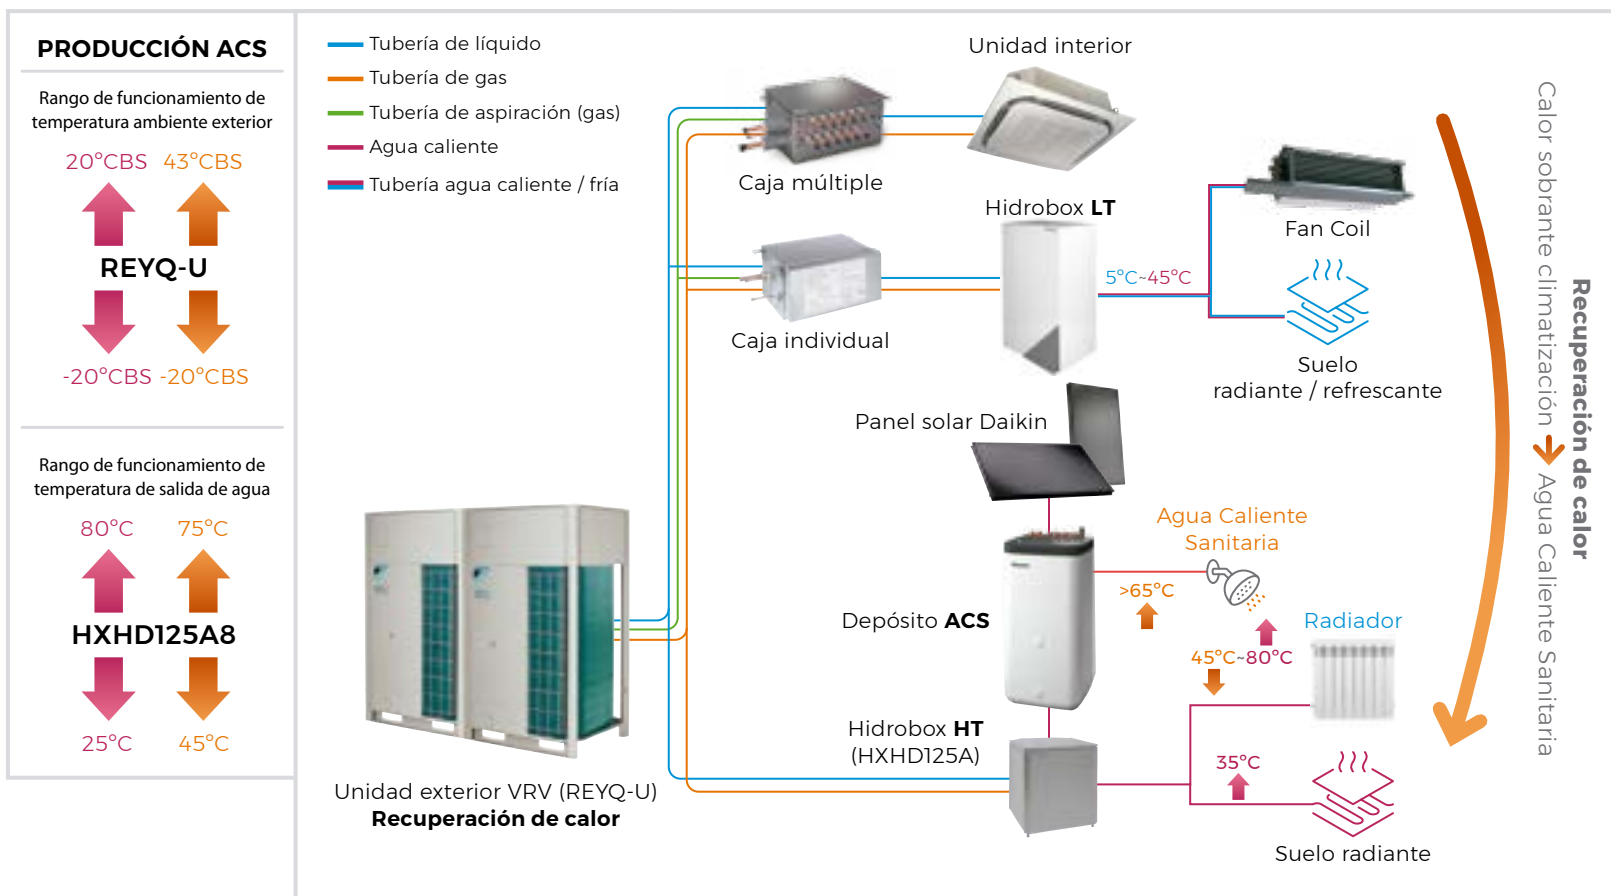 PRODUCCIÓN ACS
Rango de funcionamiento de
temperatura ambiente exterior
20°CBS 43°CBS
REYQ-U
-20°CBS -20°CBS
Rango de funcionamiento de
temperatura de salida de agua
80°C 75°C
HXHD125A8
25°C 45°C
Tubería de líquido
Tubería de gas
Tubería de aspiración (gas)
Agua caliente
Tubería agua caliente / fría
Unidad interior
Caja múltiple
Hidrobox LT
Fan Coil
5°C~45°C
Caja individual
Suelo
radiante / refrescante
Panel solar Daikin
Agua Caliente
Sanitaria
>65°C
Depósito ACS
Radiador
45°C~80°C
Hidrobox HT
(HXHD125A)
35°C
Suelo radiante
Unidad exterior VRV (REYQ-U)
Recuperación de calor
Calor sobrante climatización Agua Caliente Sanitaria
Recuperación de calor